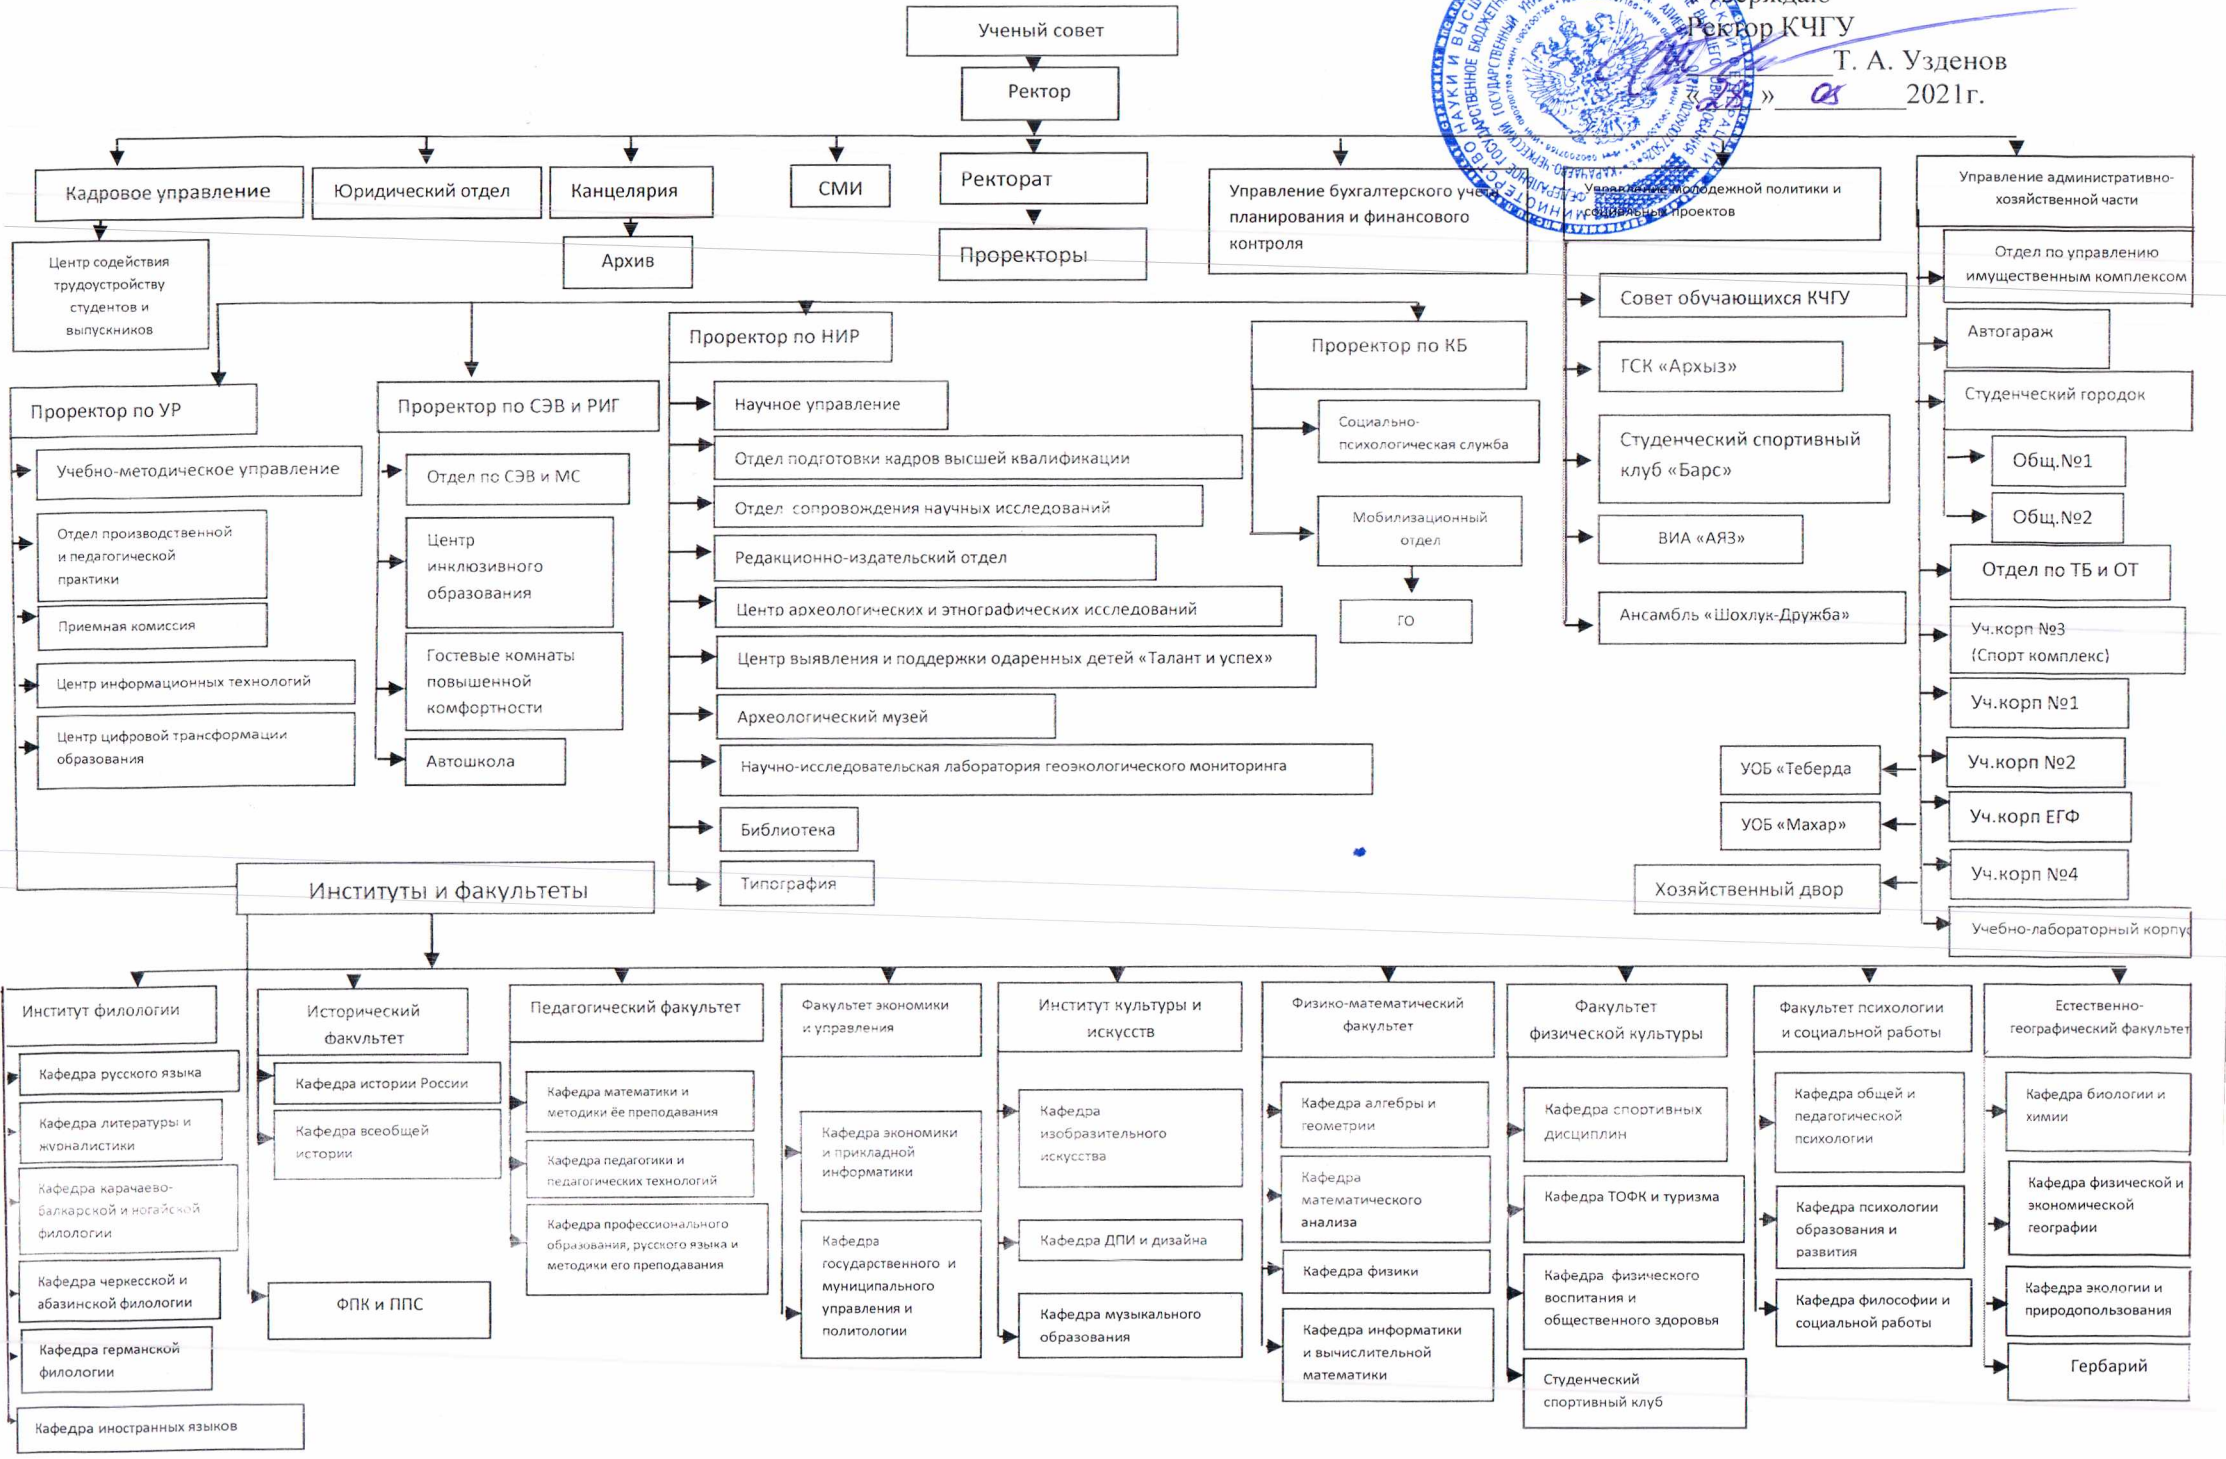 Ректор КЧГУ
Т. А. Узденов
« » 2021г.
Ученый совет
Ректор
Кадровое управление
Юридический отдел
Канцелярия
СМИ
Ректорат
Управление бухгалтерского учета
планирования и финансового
контроля
Управление молодежной политики и
социальных проектов
Управление административно-
хозяйственной части
Центр содействия
трудоустройству
студентов и
выпускников
Архив
Проректоры
Проректор по УР
Учебно-методическое управление
Отдел производственной
и педагогической
практики
Приемная комиссия
Центр информационных технологий
Центр цифровой трансформации
образования
Проректор по СЭВ и РИГ
Отдел по СЭВ и МС
Центр
инклюзивного
образования
Гостевые комнаты
повышенной
комфортности
Автошкола
Проректор по НИР
Научное управление
Отдел подготовки кадров высшей квалификации
Отдел сопровождения научных исследований
Редакционно-издательский отдел
Центр археологических и этнографических исследований
Центр выявления и поддержки одаренных детей «Талант и успех»
Археологический музей
Научно-исследовательская лаборатория геоэкологического мониторинга
Библиотека
Типография
Проректор по КБ
Социально-
психологическая служба
Мобилизационный
отдел
ГО
Совет обучающихся КЧГУ
ГСК «Архыз»
Студенческий спортивный
клуб «Барс»
ВИА «АЯЗ»
Ансамбль «Шохлук-Дружба»
Отдел по управлению
имущественным комплексом
Автогараж
Студенческий городок
Общ.№1
Общ.№2
Отдел по ТБ и ОТ
Уч.корп №3
(Спорт комплекс)
Уч.корп №1
Уч.корп №2
Уч.корп ЕГФ
Уч.корп №4
Учебно-лабораторный корпус
УОБ «Теберда
УОБ «Махар»
Хозяйственный двор
Институты и факультеты
Институт филологии
Кафедра русского языка
Кафедра литературы и
журналистики
Кафедра карачаево-
балкарской и ногайской
филологии
Кафедра черкесской и
абазинской филологии
Кафедра германской
филологии
Кафедра иностранных языков
Исторический
факультет
Кафедра истории России
Кафедра всеобщей
истории
ФПК и ППС
Педагогический факультет
Кафедра математики и
методики ёе преподавания
Кафедра педагогики и
педагогических технологий
Кафедра профессионального
образования, русского языка и
методики его преподавания
Факультет экономики
и управления
Кафедра экономики
и прикладной
информатики
Кафедра
государственного и
муниципального
управления и
политологии
Институт культуры и
искусств
Кафедра
изобразительного
искусства
Кафедра ДПИ и дизайна
Кафедра музыкального
образования
Физико-математический
факультет
Кафедра алгебры и
геометрии
Кафедра
математического
анализа
Кафедра физики
Кафедра информатики
и вычислительной
математики
Факультет
физической культуры
Кафедра спортивных
дисциплин
Кафедра ТОФК и туризма
Кафедра физического
воспитания и
общественного здоровья
Студенческий
спортивный клуб
Факультет психологии
и социальной работы
Кафедра общей и
педагогической
психологии
Кафедра психологии
образования и
развития
Кафедра философии и
социальной работы
Естественно-
географический факультет
Кафедра биологии и
химии
Кафедра физической и
экономической
географии
Кафедра экологии и
природопользования
Гербарий